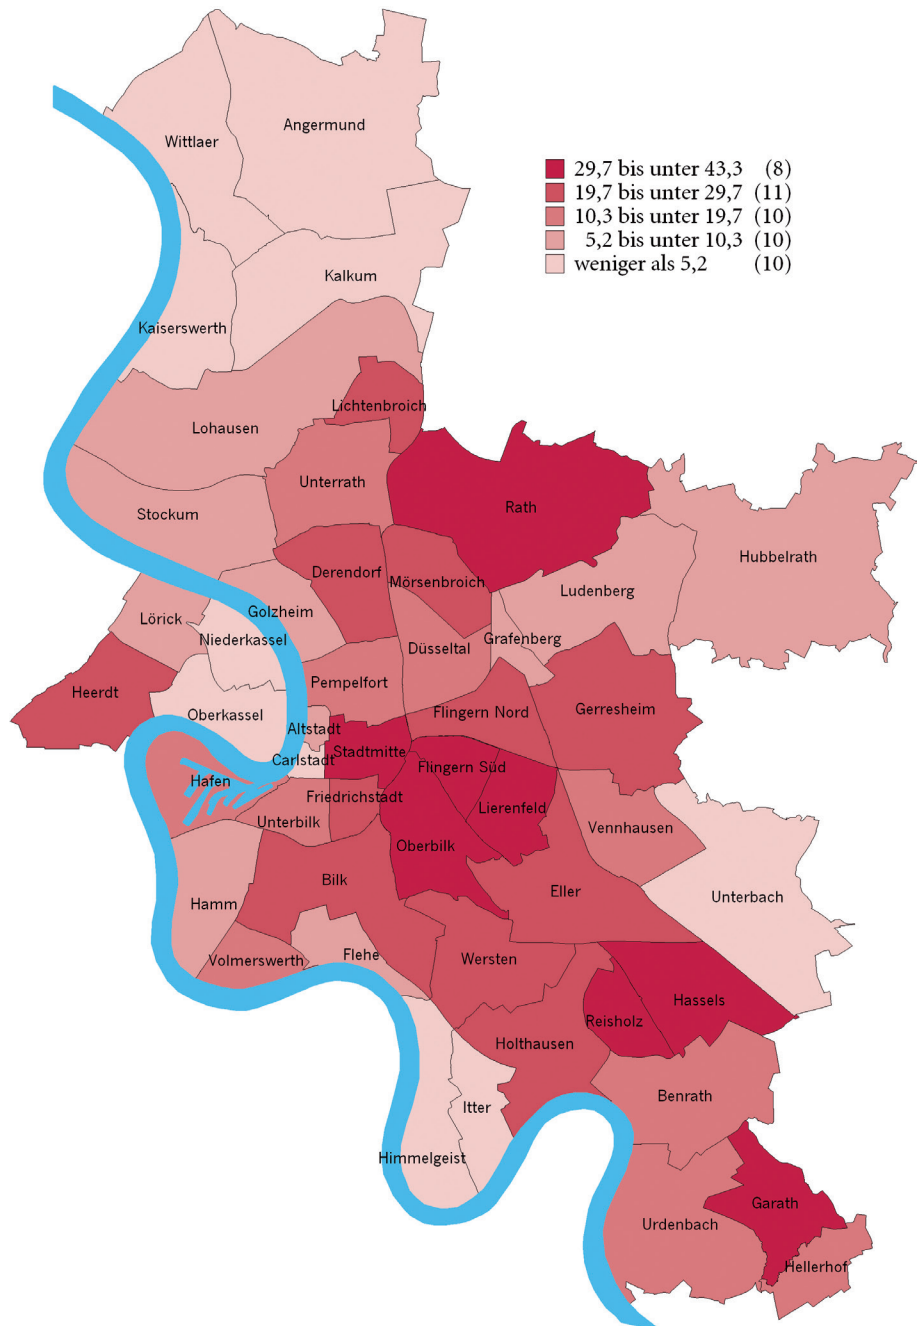 Angermund
Wittlaer
29,7 bis unter 43,3 (8)
19,7 bis unter 29,7 (11)
10,3 bis unter 19,7 (10)
5,2 bis unter 10,3 (10)
weniger als 5,2 (10)
Kalkum
Kaiserswerth
Lichtenbroich
Lohausen
Unterrath
Rath
Stockum
Hubbelrath
Derendorf
Mörsenbroich
Ludenberg
Golzheim
Lörick
Niederkassel
Grafenberg
Düsseltal
Pempelfort
Heerdt
Gerresheim
Oberkassel
Flingern Nord
Altstadt
Stadtmitte
Carlstadt
Flingern Süd
Hafen
Friedrichstadt
Lierenfeld
Unterbilk
Vennhausen
Oberbilk
Bilk
Eller
Unterbach
Hamm
Flehe
Volmerswerth
Wersten
Hassels
Reisholz
Holthausen
Benrath
Itter
Himmelgeist
Garath
Urdenbach
Hellerhof